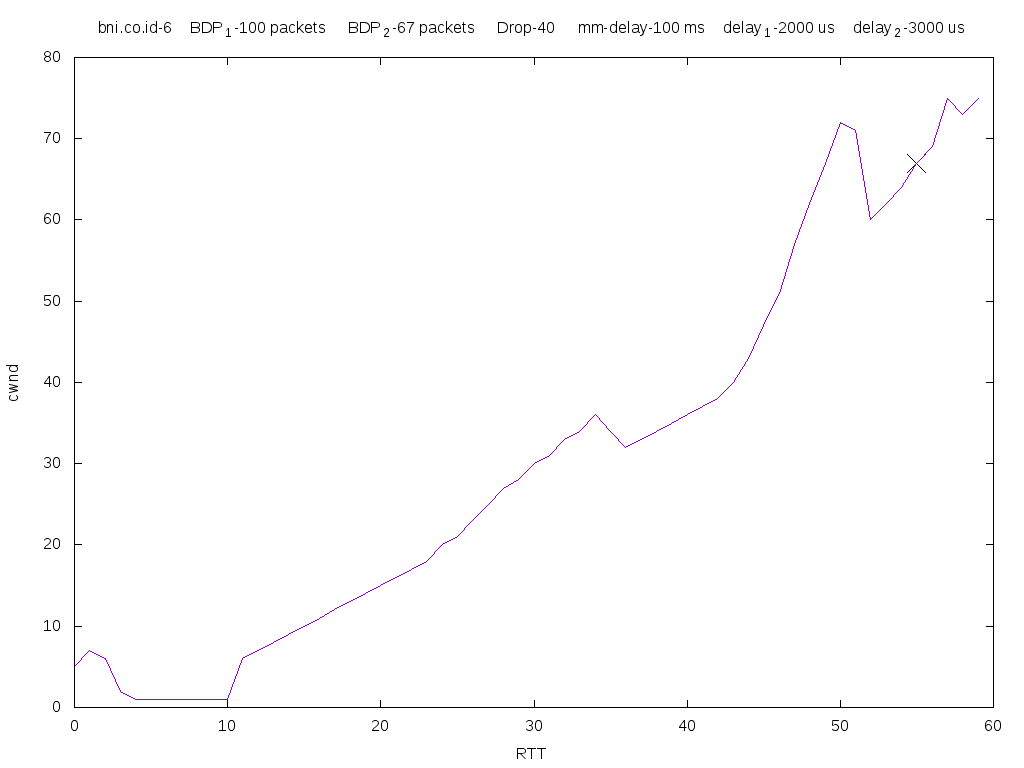 bni.co.id-6 BDP1-100 packets BDP2-67 packets Drop-40 mm-delay-100 ms delay1-2000 us delay2-3000 us
80
70
60
50
40
30
20
10
0
cwnd
0 10 20 30 40 50 60
RTT